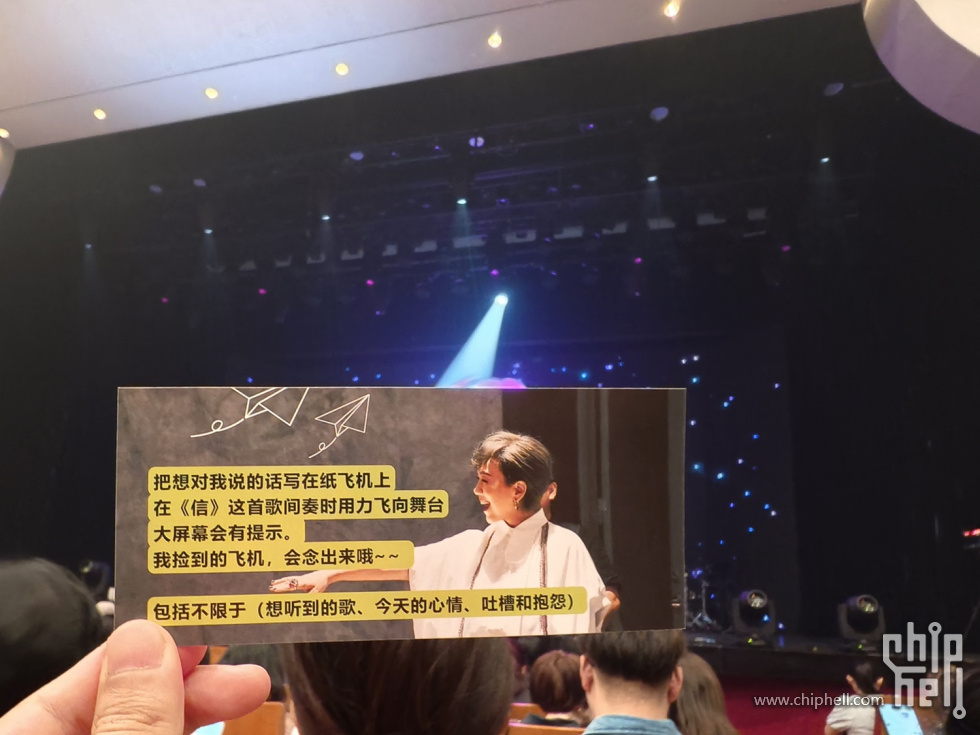 把想对我说的话写在纸飞机上
在《信》这首歌间奏时用力飞向舞台
大屏幕会有提示。
我捡到的飞机，会念出来哦~~
包括不限于（想听到的歌、今天的心情、吐槽和抱怨）
www.chiphell.com
chip
hell